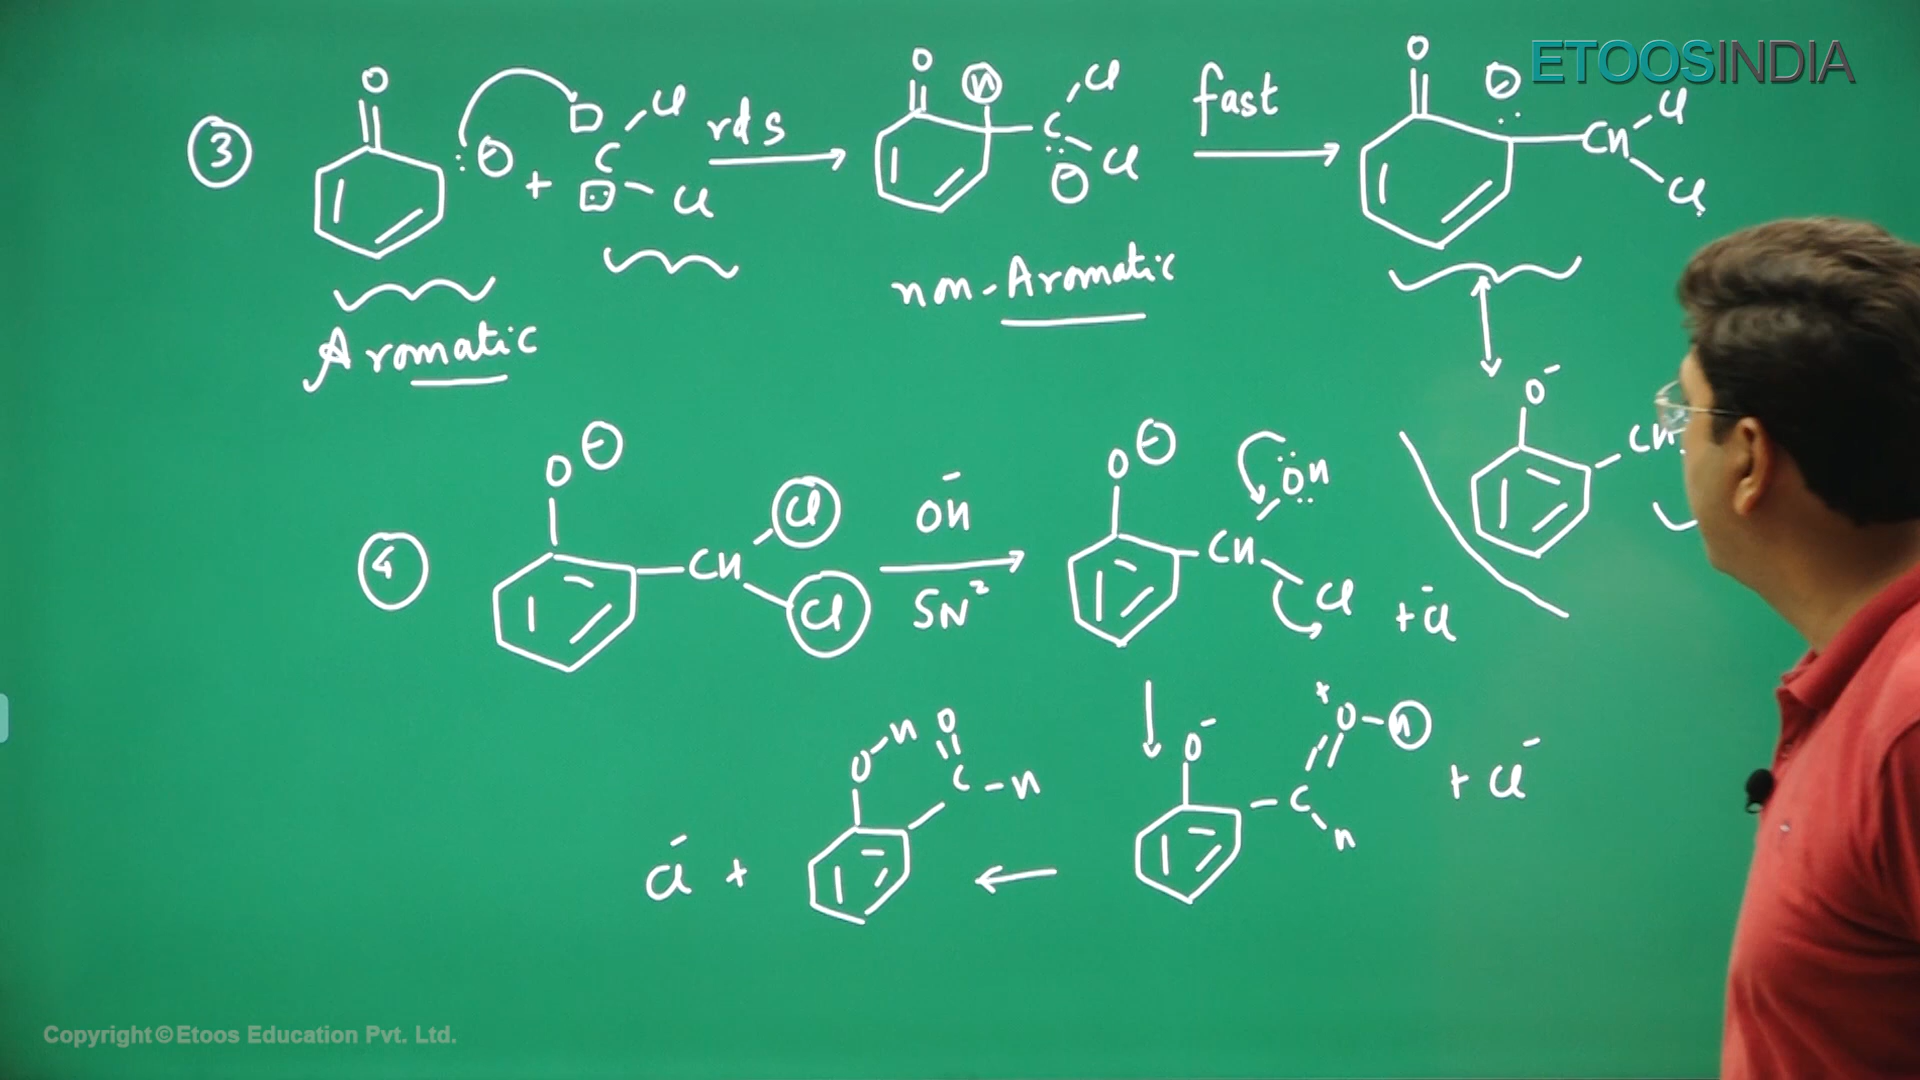 ETOOSINDIA
3
O
:⊖ + C Cl Cl
rds
O H C Cl Cl ⊖
fast
O ⊖ CH Cl Cl
Aromatic
non-Aromatic
O⁻ CH
4
O ⊖ CH Cl Cl
OH⁻
SN²
O ⊖ CH OH Cl + Cl⁻
O⁻ C O⁺-H H + Cl⁻
Cl⁻ + O-H O C-H
Copyright © Etoos Education Pvt. Ltd.